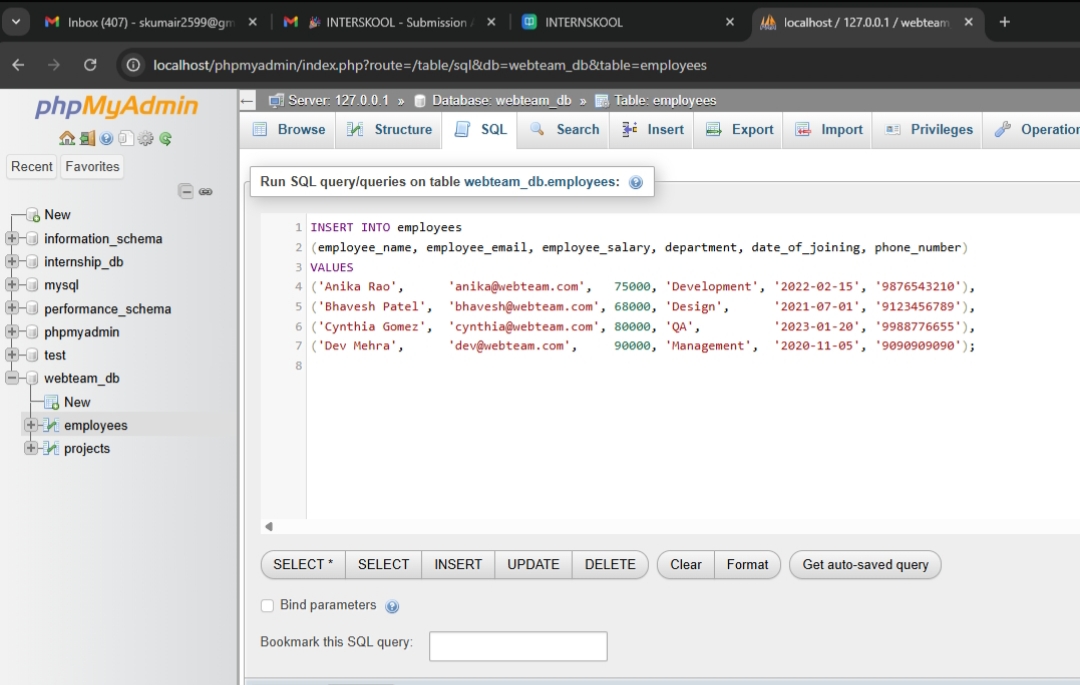 Inbox (407) - skumair2599@gm
INTERSKOOL - Submission
INTERNSKOOL
localhost / 127.0.0.1 / webteam
localhost/phpmyadmin/index.php?route=/table/sql&db=webteam_db&table=employees
phpMyAdmin
Server: 127.0.0.1 » Database: webteam_db » Table: employees
Browse Structure SQL Search Insert Export Import Privileges Operation
Recent Favorites
New
information_schema
internship_db
mysql
performance_schema
phpmyadmin
test
webteam_db
New
employees
projects
Run SQL query/queries on table webteam_db.employees:
1 INSERT INTO employees
2 (employee_name, employee_email, employee_salary, department, date_of_joining, phone_number)
3 VALUES
4 ('Anika Rao', 'anika@webteam.com', 75000, 'Development', '2022-02-15', '9876543210'),
5 ('Bhavesh Patel', 'bhavesh@webteam.com', 68000, 'Design', '2021-07-01', '9123456789'),
6 ('Cynthia Gomez', 'cynthia@webteam.com', 80000, 'QA', '2023-01-20', '9988776655'),
7 ('Dev Mehra', 'dev@webteam.com', 90000, 'Management', '2020-11-05', '9090909090');
8
SELECT * SELECT INSERT UPDATE DELETE Clear Format Get auto-saved query
Bind parameters
Bookmark this SQL query: